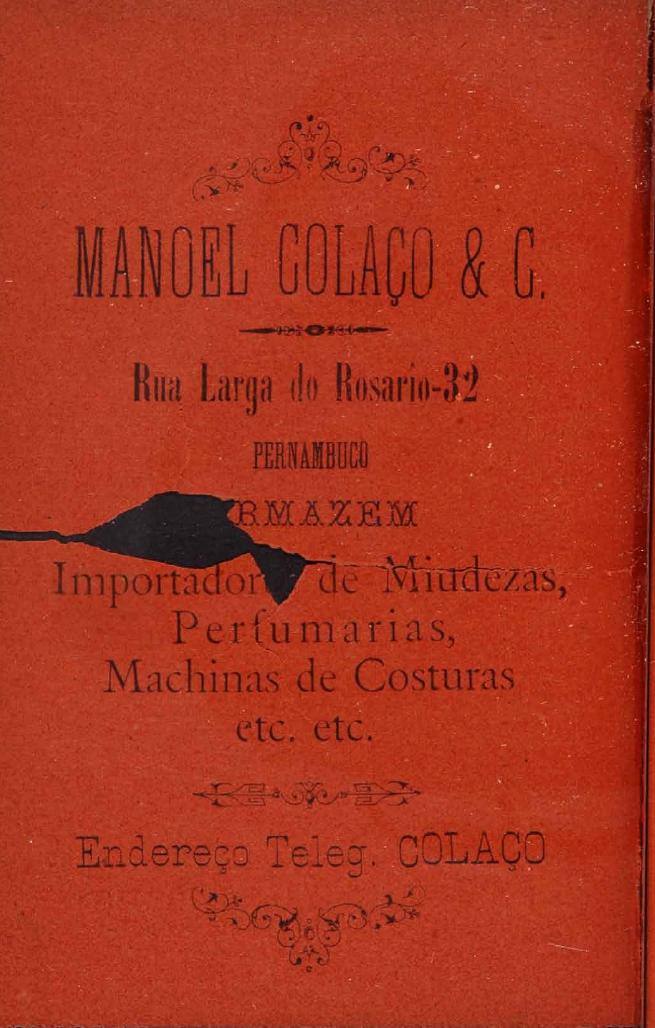 MANOEL COLAÇO & C.
Rua Larga do Rosario-32
PERNAMBUCO
RMAZEM
Importador de Miudezas,
Perfumarias,
Machinas de Costuras
etc. etc.
Endereço Teleg. COLAÇO